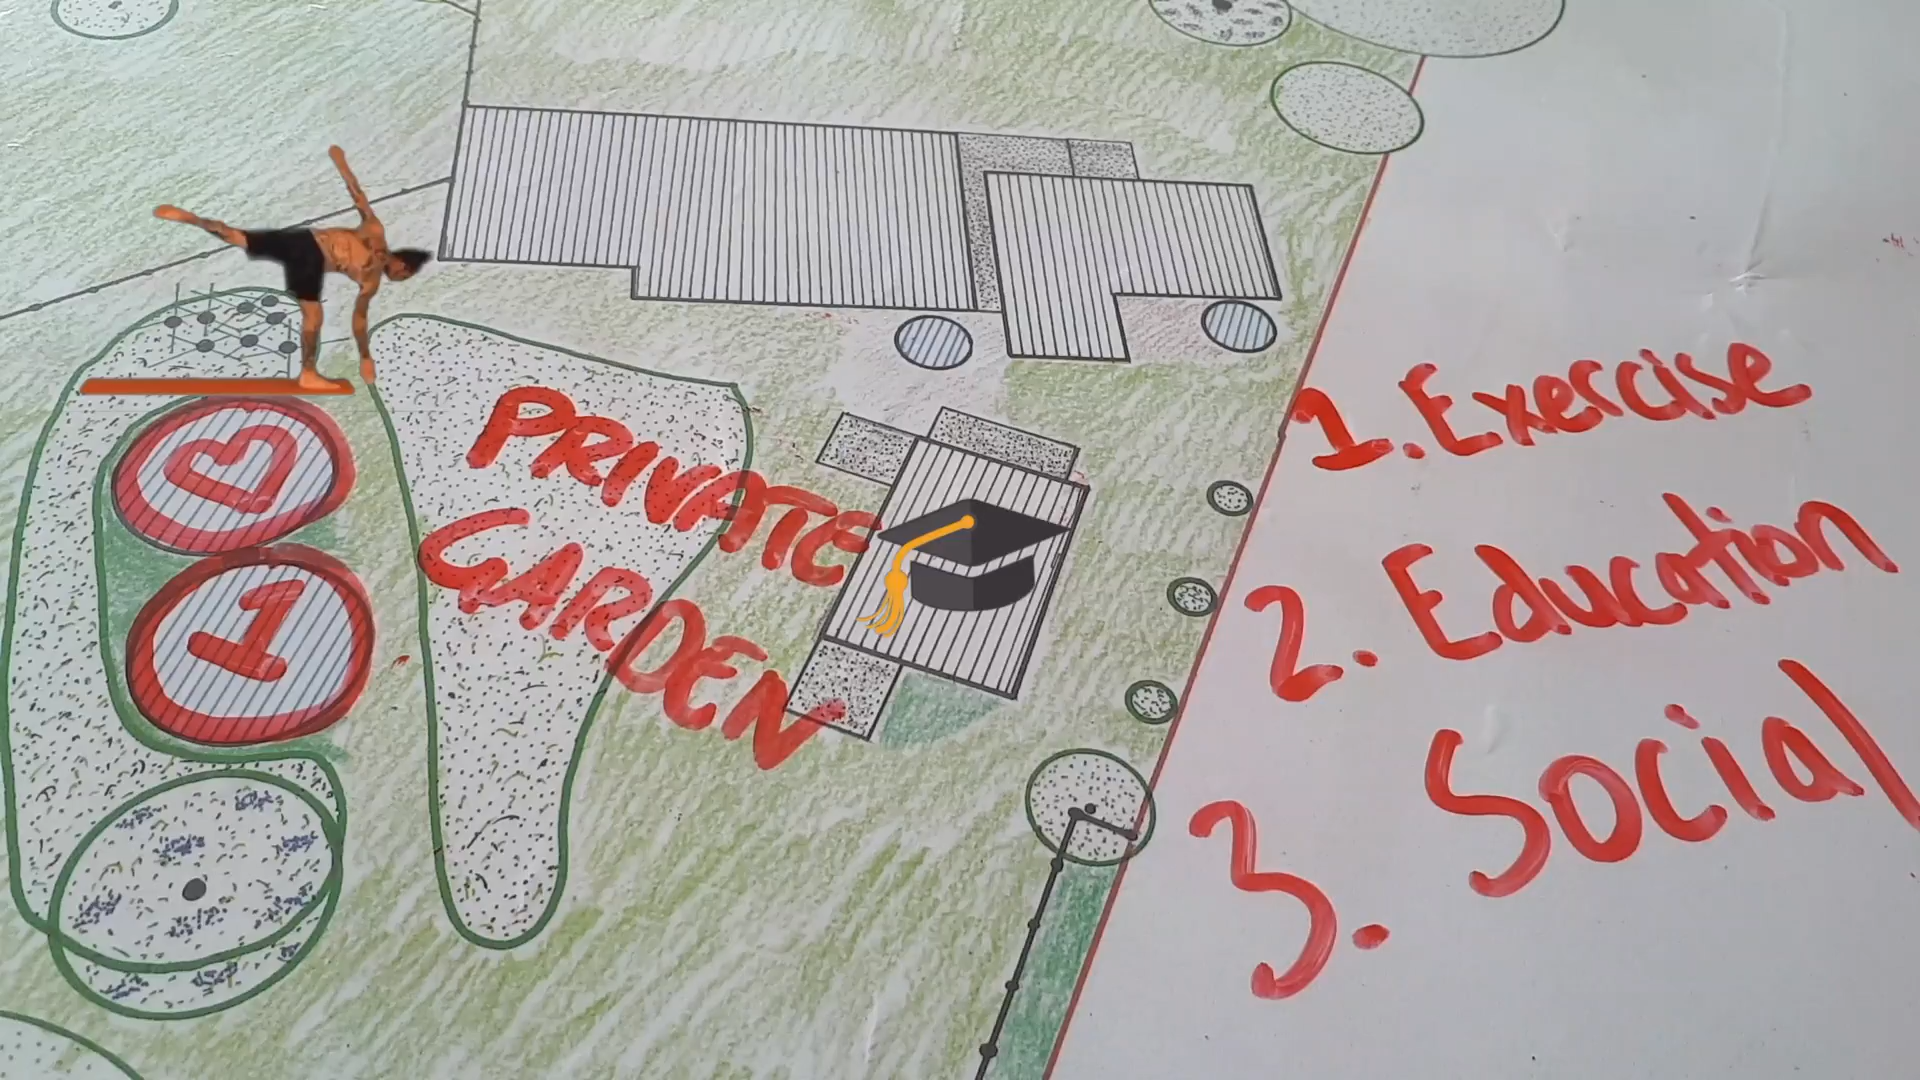 PRIVATE
GARDEN
1
1. Exercise
2. Education
3. Social